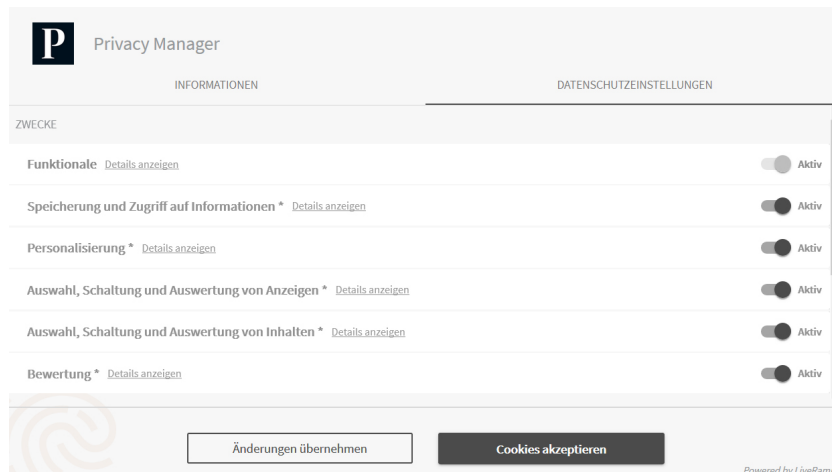 P
Privacy Manager
INFORMATIONEN
DATENSCHUTZEINSTELLUNGEN
ZWECKE
Funktionale Details anzeigen Aktiv
Speicherung und Zugriff auf Informationen * Details anzeigen Aktiv
Personalisierung * Details anzeigen Aktiv
Auswahl, Schaltung und Auswertung von Anzeigen * Details anzeigen Aktiv
Auswahl, Schaltung und Auswertung von Inhalten * Details anzeigen Aktiv
Bewertung * Details anzeigen Aktiv
Änderungen übernehmen
Cookies akzeptieren
Powered by